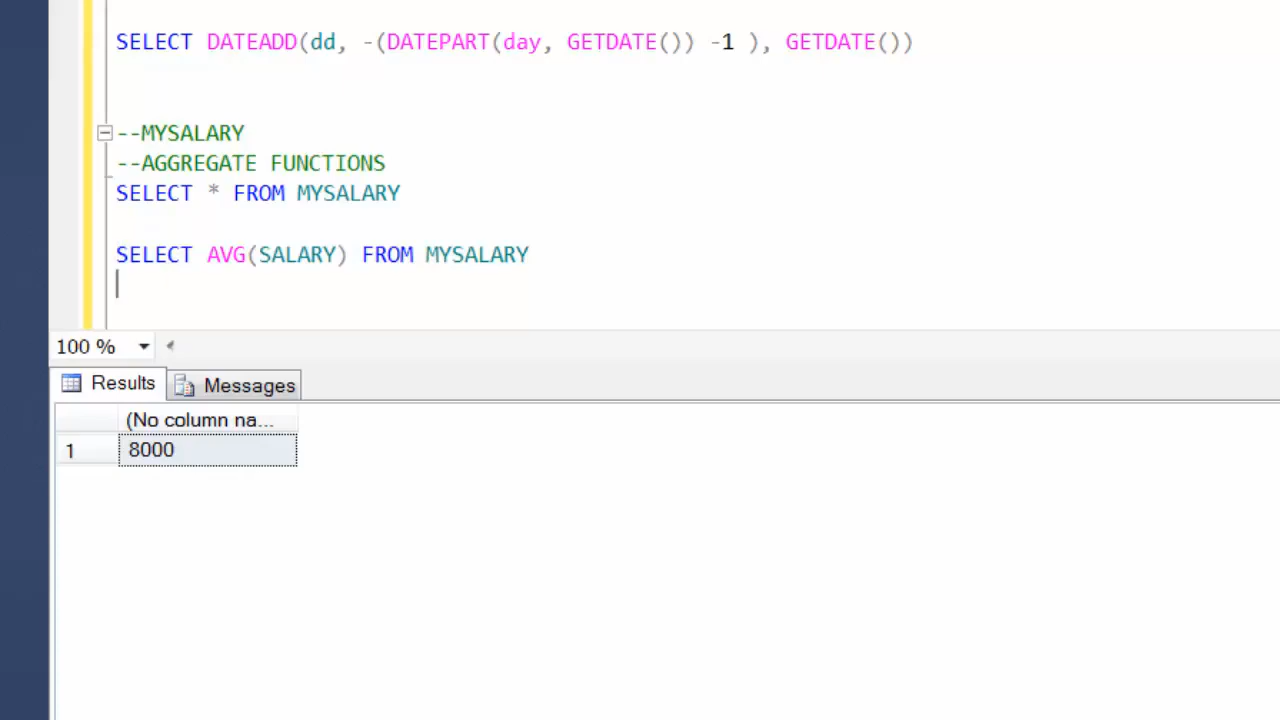 SELECT DATEADD(dd, -(DATEPART(day, GETDATE()) -1 ), GETDATE())
--MYSALARY
--AGGREGATE FUNCTIONS
SELECT * FROM MYSALARY
SELECT AVG(SALARY) FROM MYSALARY
100 %
Results Messages
(No column na...
1 8000